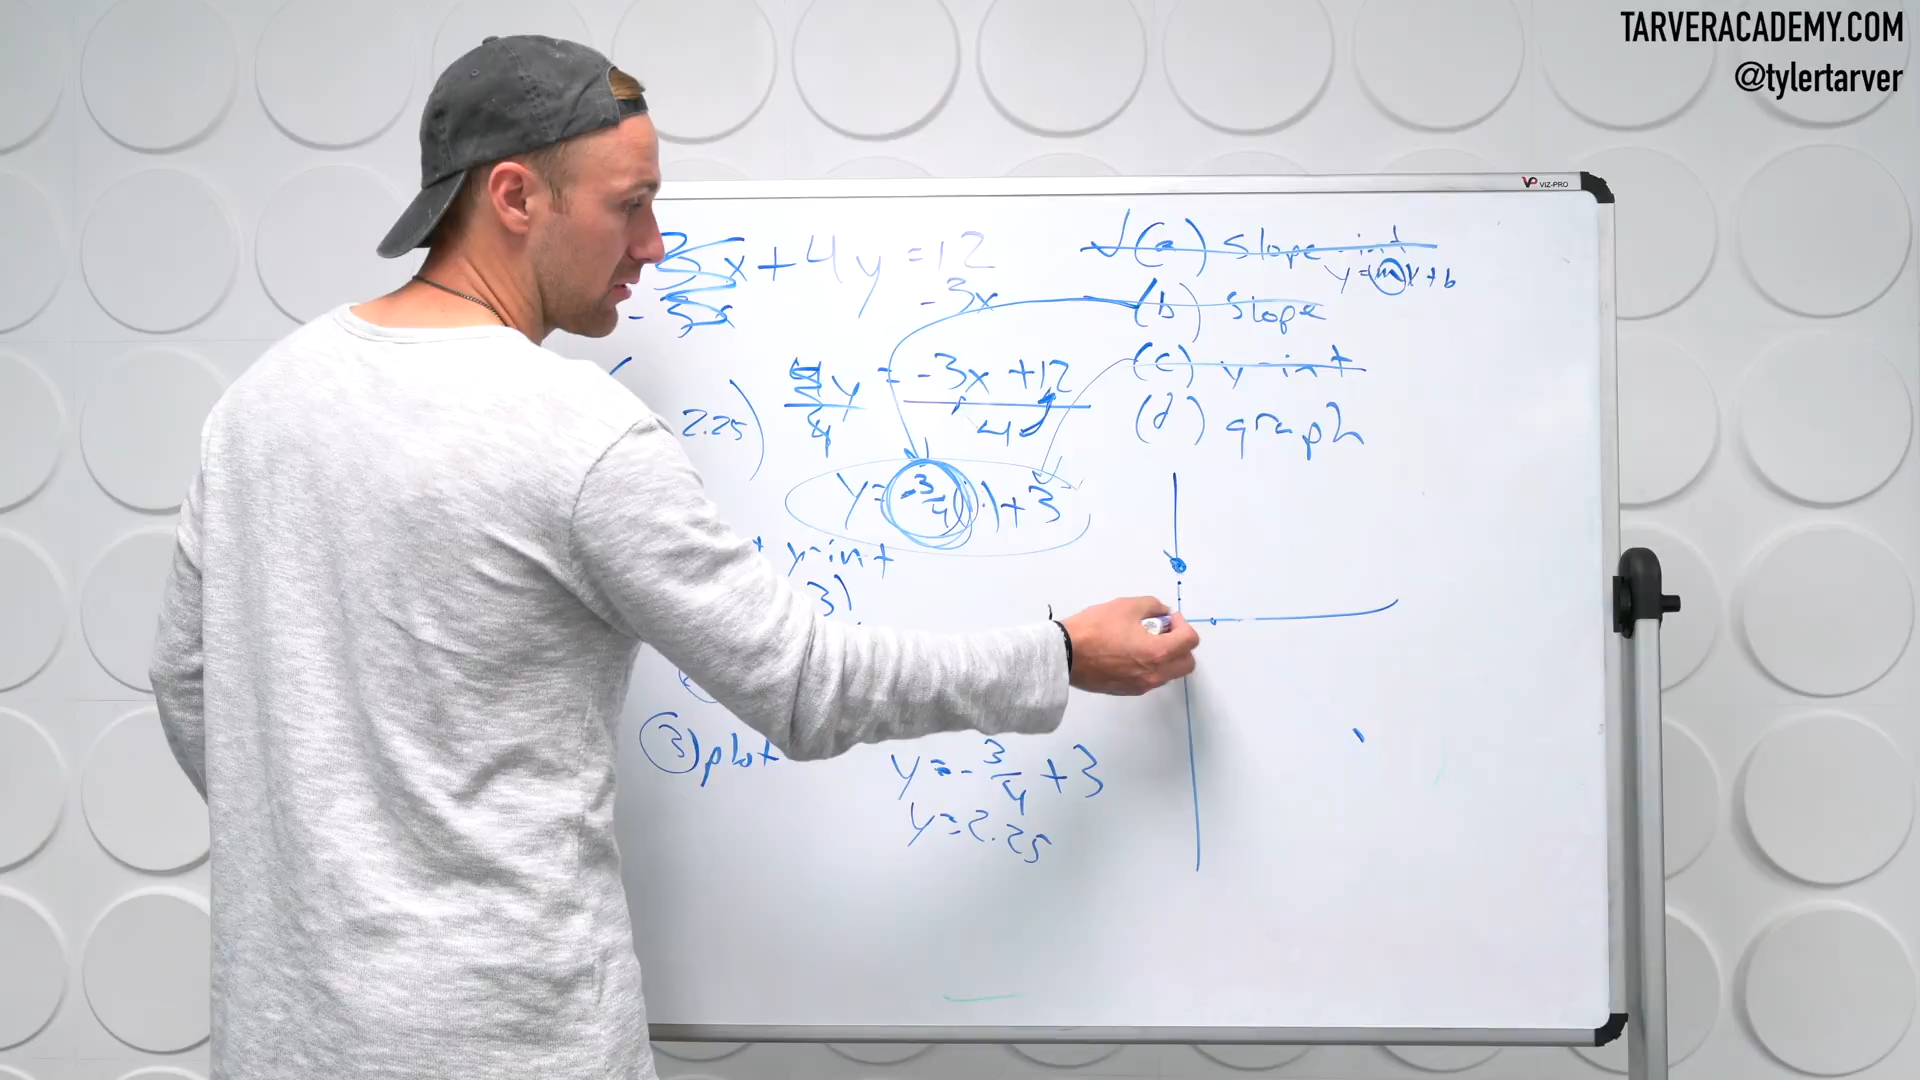 TARVERACADEMY.COM
@tylertarver
VP VIZ-PRO
3x+4y=12
-3x -3x
4y = -3x +12
4 4
2.25)
y=-3/4( )+3
y-int
3)
(3) plot
y=-3/4+3
y=2.25
(a) Slope-int
y=mx+b
(b) Slope
(c) y-int
(d) graph